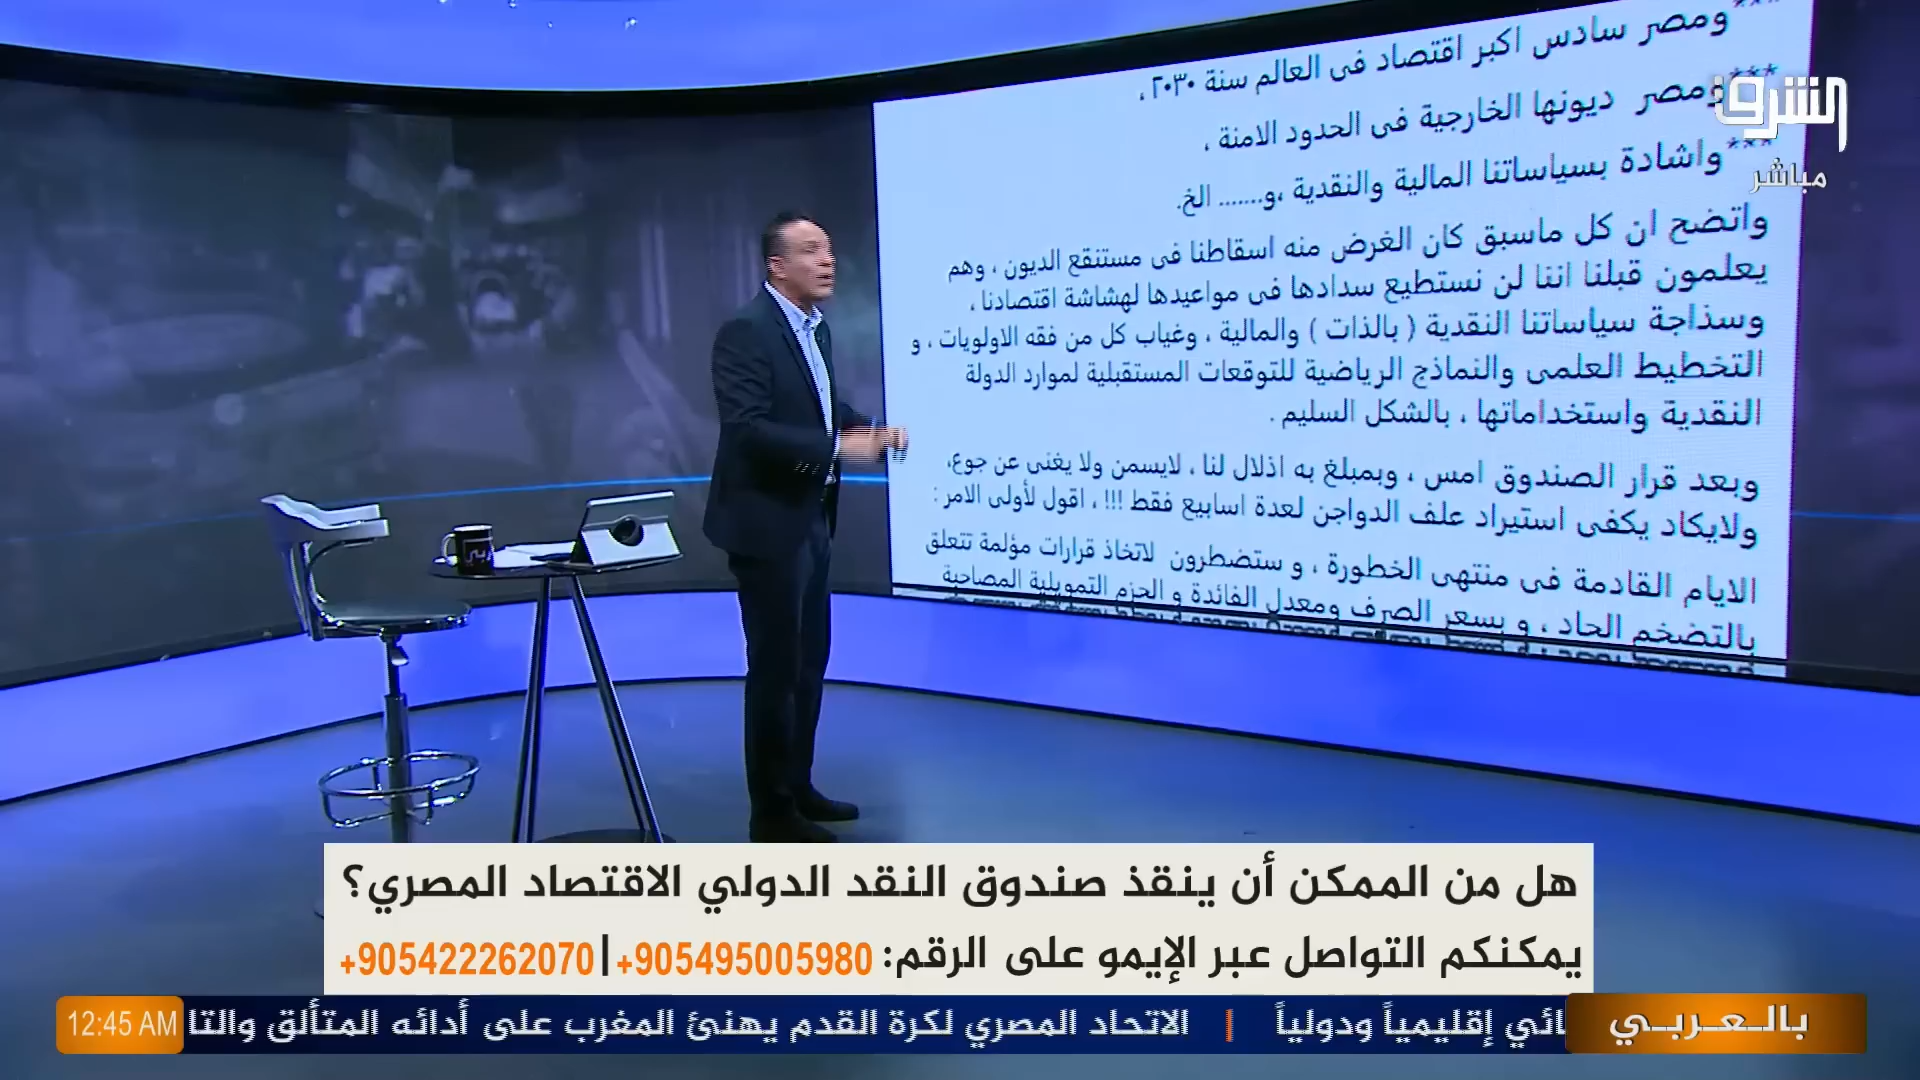 ***ومصر سادس اكبر اقتصاد فى العالم سنة ٢٠٣٠ ،
***ومصر ديونها الخارجية فى الحدود الامنة ،
***واشادة بسياساتنا المالية والنقدية ،و....... الخ.
واتضح ان كل ماسبق كان الغرض منه اسقاطنا فى مستنقع الديون ، وهم
يعلمون قبلنا اننا لن نستطيع سدادها فى مواعيدها لهشاشة اقتصادنا ،
وسذاجة سياساتنا النقدية ( بالذات ) والمالية ، وغياب كل من فقه الاولويات ، و
التخطيط العلمى والنماذج الرياضية للتوقعات المستقبلية لموارد الدولة
النقدية واستخداماتها ، بالشكل السليم .
وبعد قرار الصندوق امس ، وبمبلغ به اذلال لنا ، لايسمن ولا يغنى عن جوع،
ولايكاد يكفى استيراد علف الدواجن لعدة اسابيع فقط !!! ، اقول لأولى الامر :
الايام القادمة فى منتهى الخطورة ، و ستضطرون لاتخاذ قرارات مؤلمة تتعلق
بالتضخم الحاد ، و بسعر الصرف ومعدل الفائدة و الحزم التمويلية المصاحبة
الشرق
مباشر
هل من الممكن أن ينقذ صندوق النقد الدولي الاقتصاد المصري؟
يمكنكم التواصل عبر الإيمو على الرقم: 905495005980+ | 905422262070+
بالـعـربـي
ائي إقليمياً ودولياً | الاتحاد المصري لكرة القدم يهنئ المغرب على أدائه المتألق والتا
12:45 AM